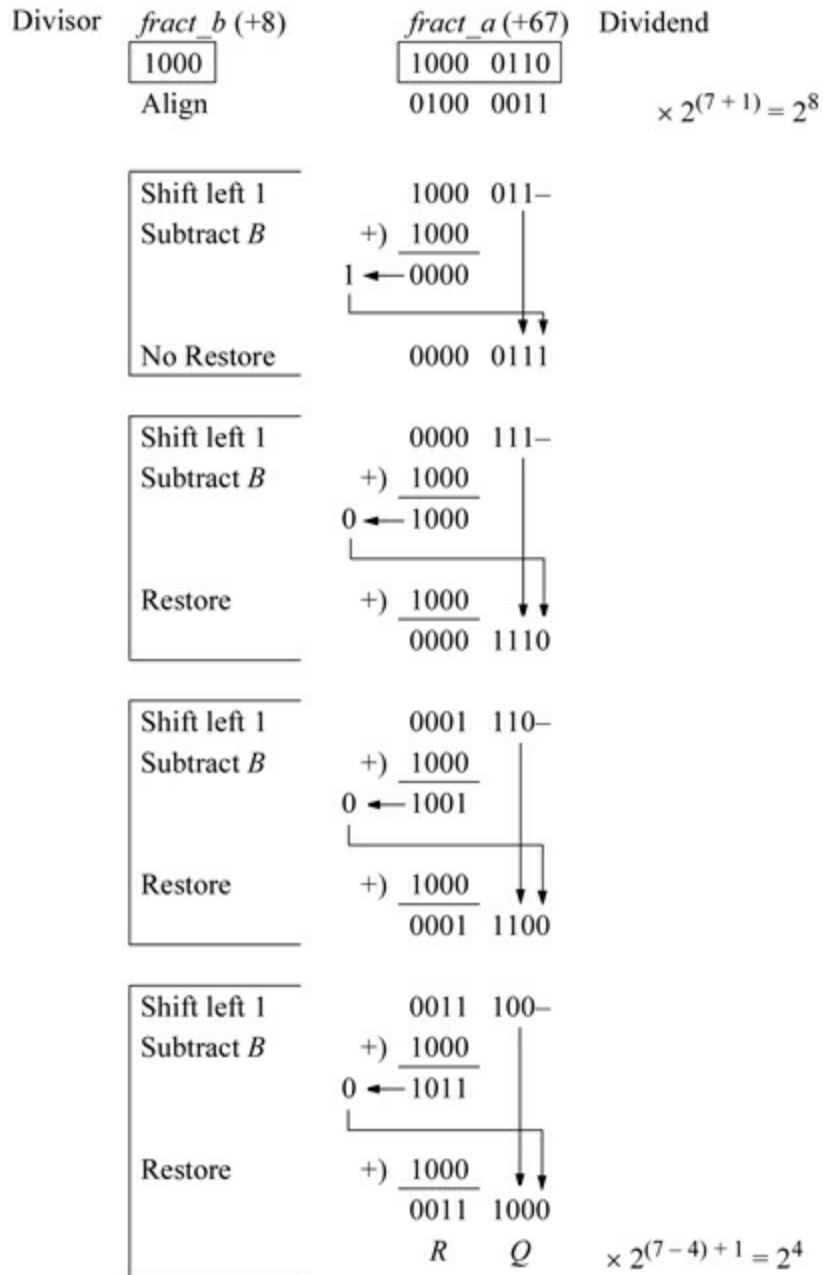 Divisor fract_b (+8) fract_a (+67) Dividend
1000 1000 0110
Align 0100 0011 × 2^(7 + 1) = 2^8
Shift left 1 1000 011–
Subtract B +) 1000
1 0000
No Restore 0000 0111
Shift left 1 0000 111–
Subtract B +) 1000
0 1000
Restore +) 1000
0000 1110
Shift left 1 0001 110–
Subtract B +) 1000
0 1001
Restore +) 1000
0001 1100
Shift left 1 0011 100–
Subtract B +) 1000
0 1011
Restore +) 1000
0011 1000
R Q × 2^(7 – 4) + 1 = 2^4